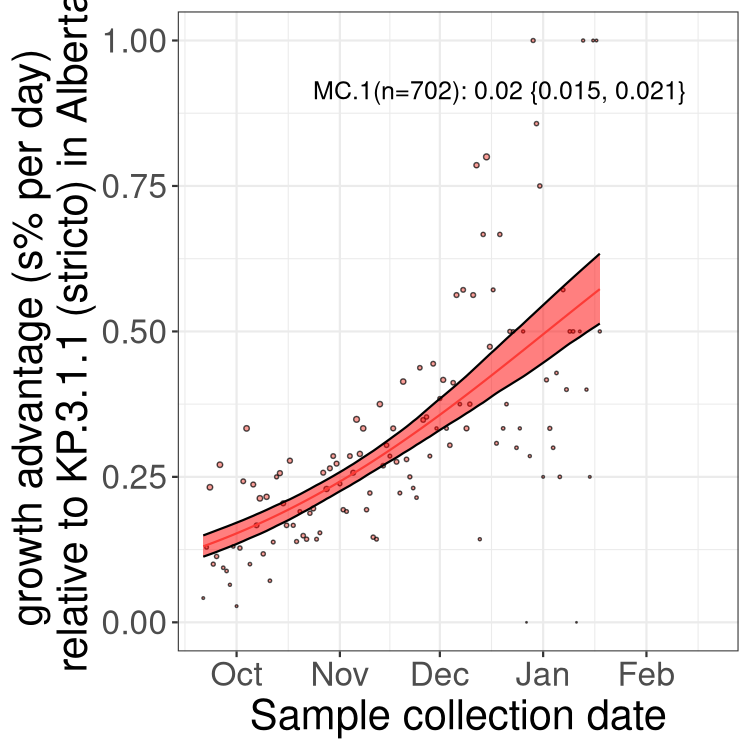 growth advantage (s% per day)
relative to KP.3.1.1 (stricto) in Alberta
1.00
0.75
0.50
0.25
0.00
MC.1(n=702): 0.02 {0.015, 0.021}
Oct Nov Dec Jan Feb
Sample collection date